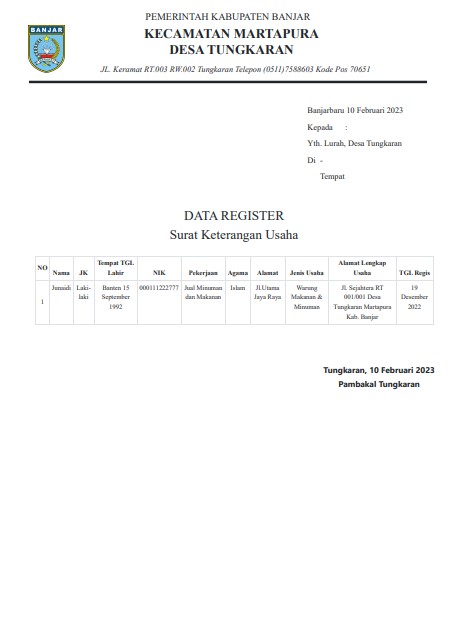 BANJAR
PEMERINTAH KABUPATEN BANJAR
KECAMATAN MARTAPURA
DESA TUNGKARAN
JL. Keramat RT.003 RW.002 Tungkaran Telepon (0511)7588603 Kode Pos 70651
Banjarbaru 10 Februari 2023
Kepada :
Yth. Lurah, Desa Tungkaran
Di -
Tempat
DATA REGISTER
Surat Keterangan Usaha
NO Nama JK Tempat TGL Lahir NIK Pekerjaan Agama Alamat Jenis Usaha Alamat Lengkap Usaha TGL Regis
1 Junaidi Laki-laki Banten 15 September 1992 000111222777 Jual Minuman dan Makanan Islam Jl.Utama Jaya Raya Warung Makanan & Minuman Jl. Sejahtera RT 001/001 Desa Tungkaran Martapura Kab. Banjar 19 Desember 2022
Tungkaran, 10 Februari 2023
Pambakal Tungkaran